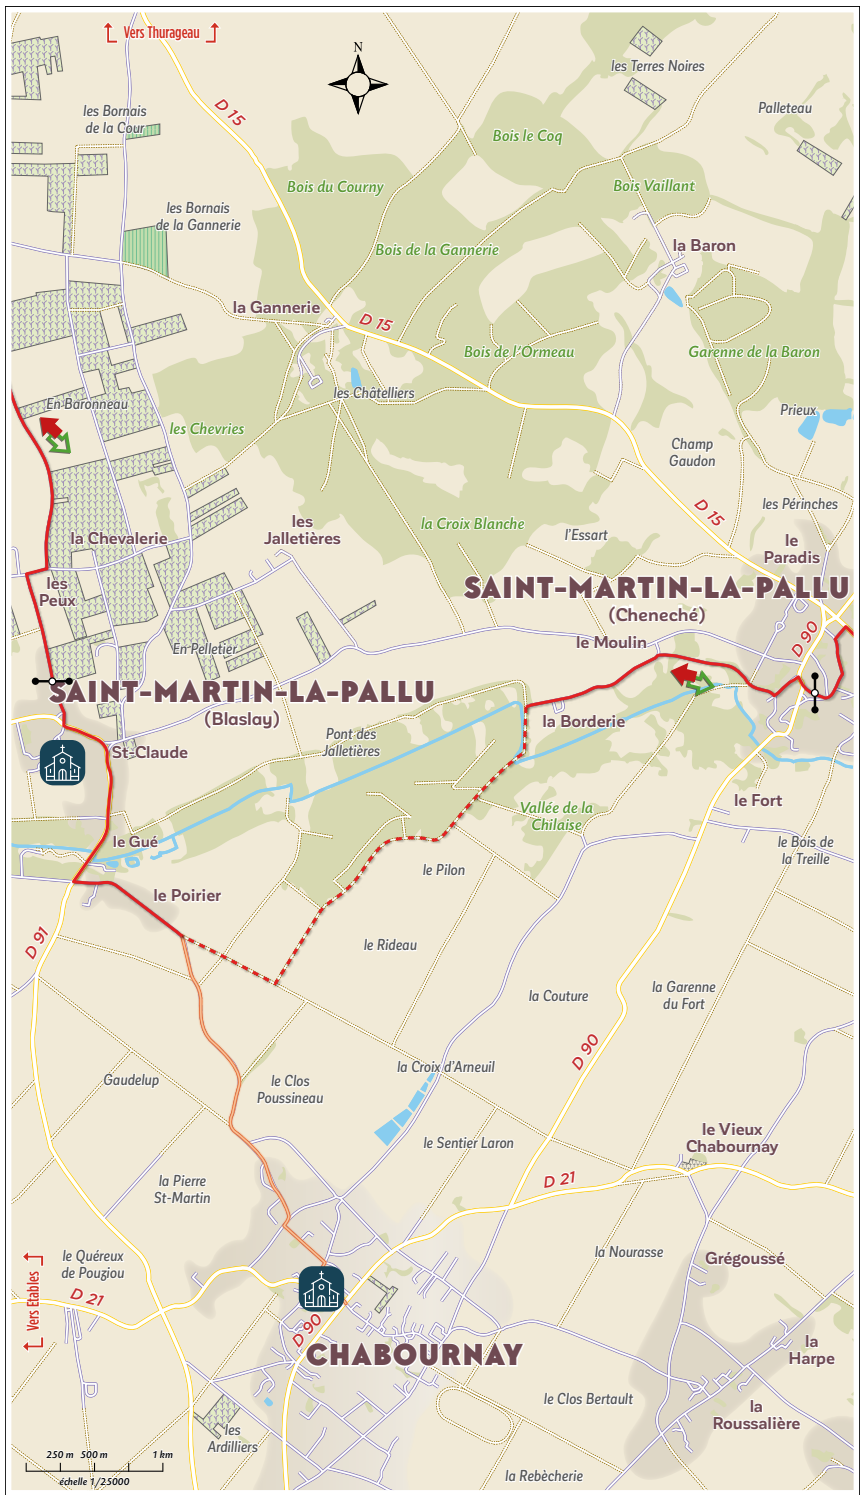 Vers Thurageau
N
les Terres Noires
D 15
les Bornais
de la Cour
Palleteau
Bois le Coq
Bois du Courny
Bois Vaillant
les Bornais
de la Gannerie
Bois de la Gannerie
la Baron
la Gannerie
D 15
Bois de l'Ormeau
Garenne de la Baron
les Châtelliers
En Baronneau
Prieux
les Chevries
Champ
Gaudon
les Périnches
D 15
la Croix Blanche
les
Jalletières
l'Essart
la Chevalerie
le
Paradis
les
Peux
SAINT-MARTIN-LA-PALLU
(Cheneché)
D 90
le Moulin
En Pelletier
SAINT-MARTIN-LA-PALLU
(Blaslay)
la Borderie
Pont des
Jalletières
St-Claude
le Fort
Vallée de la
Chilaise
le Gué
le Bois de
la Treille
le Pilon
le Poirier
D 91
le Rideau
la Couture
la Garenne
du Fort
D 90
la Croix d'Arneuil
Gaudelup
le Clos
Poussineau
le Vieux
Chabournay
le Sentier Laron
D 21
la Pierre
St-Martin
la Nourasse
Grégoussé
le Quéreux
de Pougiou
Vers Etables
D 21
D 90
la
Harpe
CHABOURNAY
le Clos Bertault
la
Roussalière
les
Ardilliers
250 m 500 m 1 km
échelle 1/25000
la Rebècherie